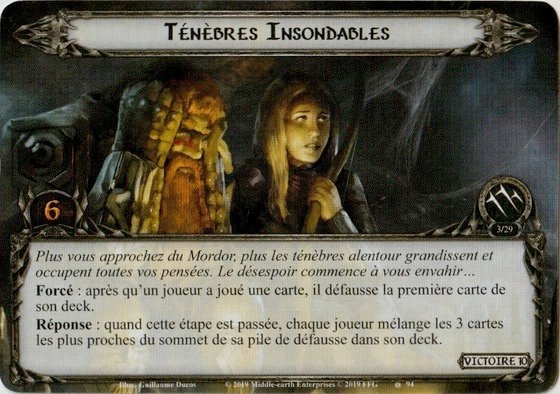 Ténèbres Insondables
6
3/29
Plus vous approchez du Mordor, plus les ténèbres alentour grandissent et
occupent toutes vos pensées. Le désespoir commence à vous envahir…
Forcé : après qu'un joueur a joué une carte, il défausse la première carte de
son deck.
Réponse : quand cette étape est passée, chaque joueur mélange les 3 cartes
les plus proches du sommet de sa pile de défausse dans son deck.
VICTOIRE 10
Illus. Guillaume Ducos © 2019 Middle-earth Enterprises © 2019 FFG 94